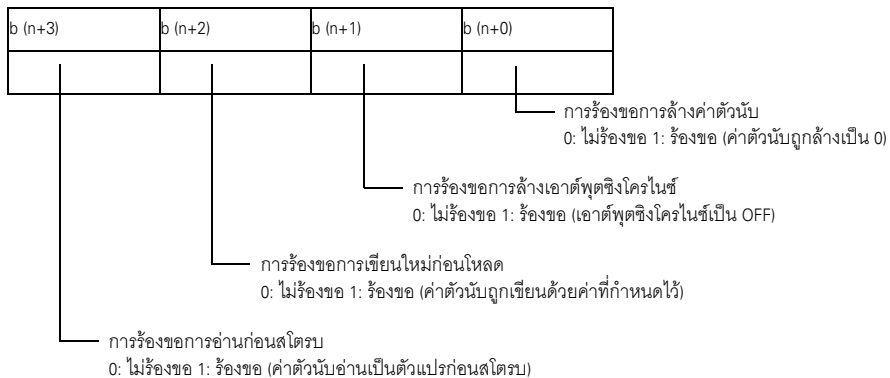 b (n+3) b (n+2) b (n+1) b (n+0)
การร้องขอการล้างค่าตัวนับ
0: ไม่ร้องขอ 1: ร้องขอ (ค่าตัวนับถูกล้างเป็น 0)
การร้องขอการล้างเอาต์พุตซิงโครไนซ์
0: ไม่ร้องขอ 1: ร้องขอ (เอาต์พุตซิงโครไนซ์เป็น OFF)
การร้องขอการเขียนใหม่ก่อนโหลด
0: ไม่ร้องขอ 1: ร้องขอ (ค่าตัวนับถูกเขียนด้วยค่าที่กำหนดไว้)
การร้องขอการอ่านก่อนสโตรบ
0: ไม่ร้องขอ 1: ร้องขอ (ค่าตัวนับอ่านเป็นตัวแปรก่อนสโตรบ)